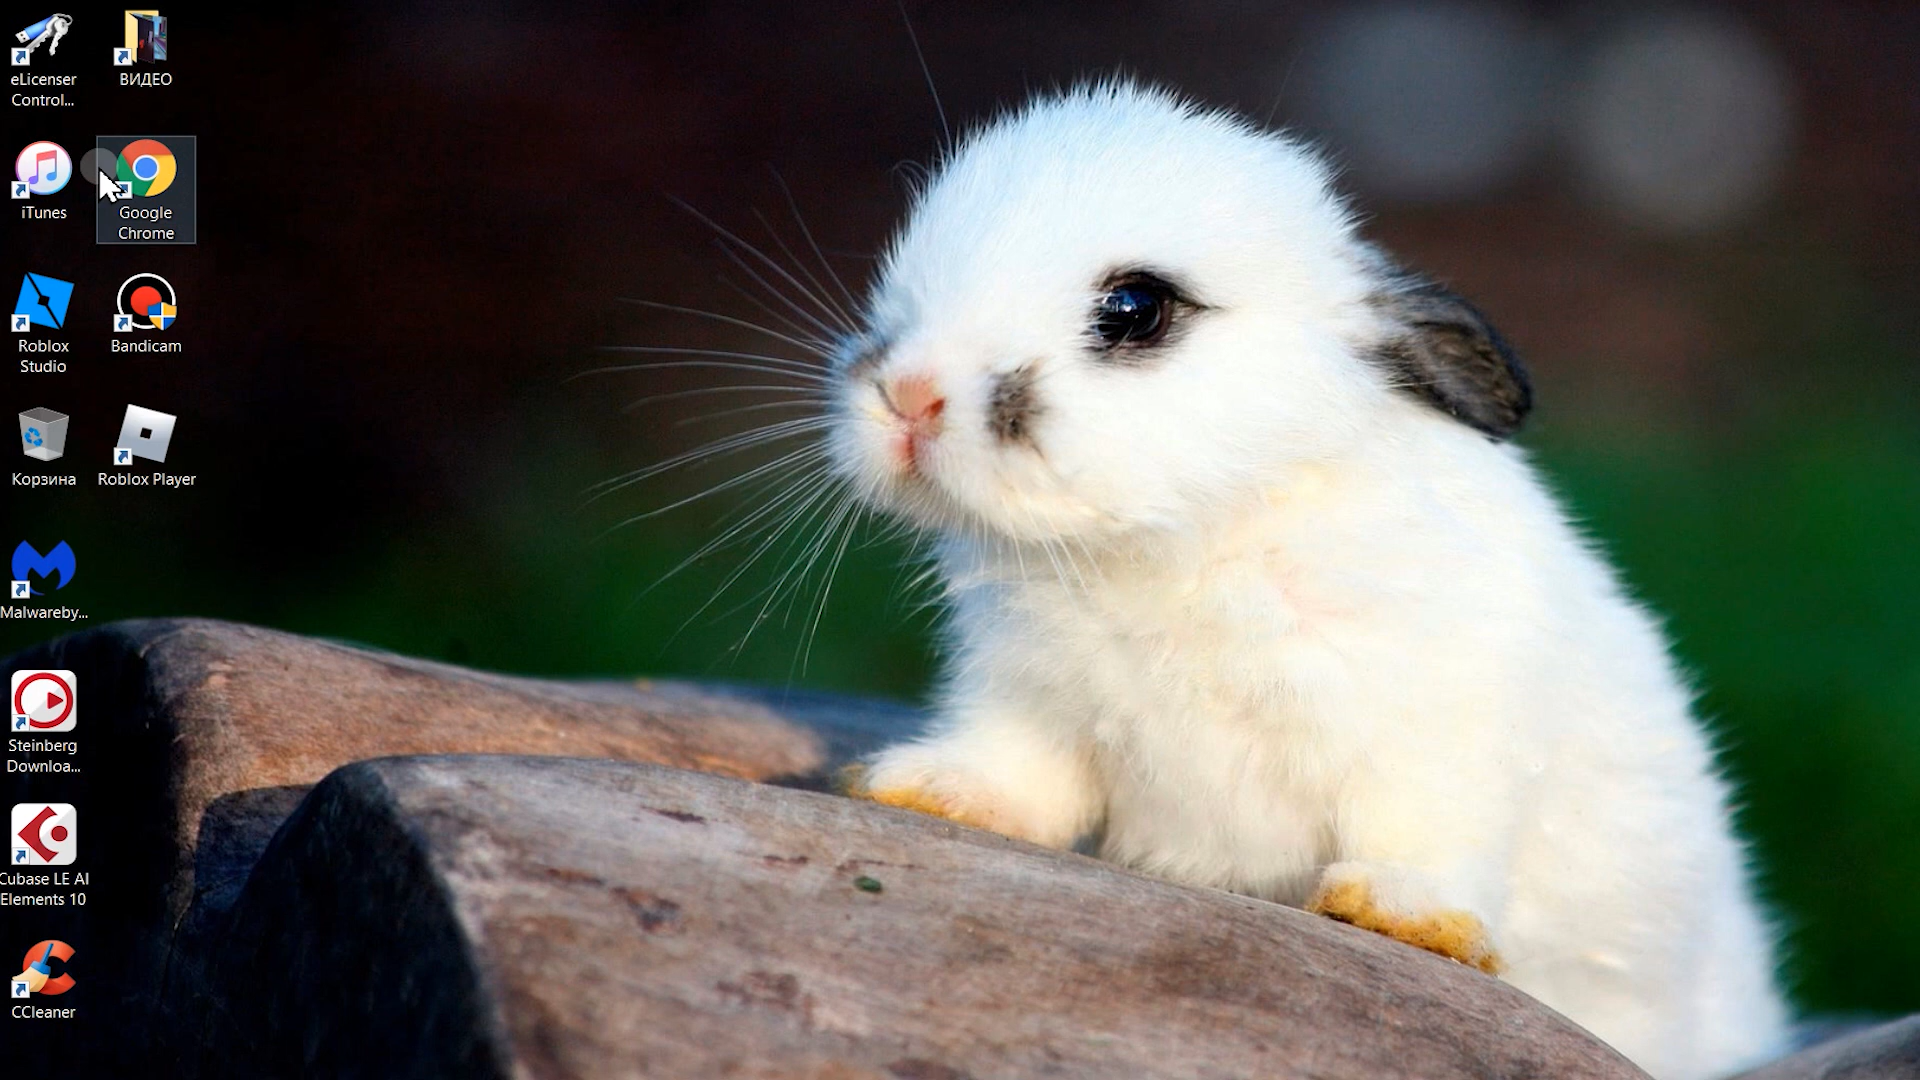 eLicenser
Control...
ВИДЕО
iTunes
Google
Chrome
Roblox
Studio
Bandicam
Корзина
Roblox Player
Malwareby...
Steinberg
Downloa...
Cubase LE AI
Elements 10
CCleaner